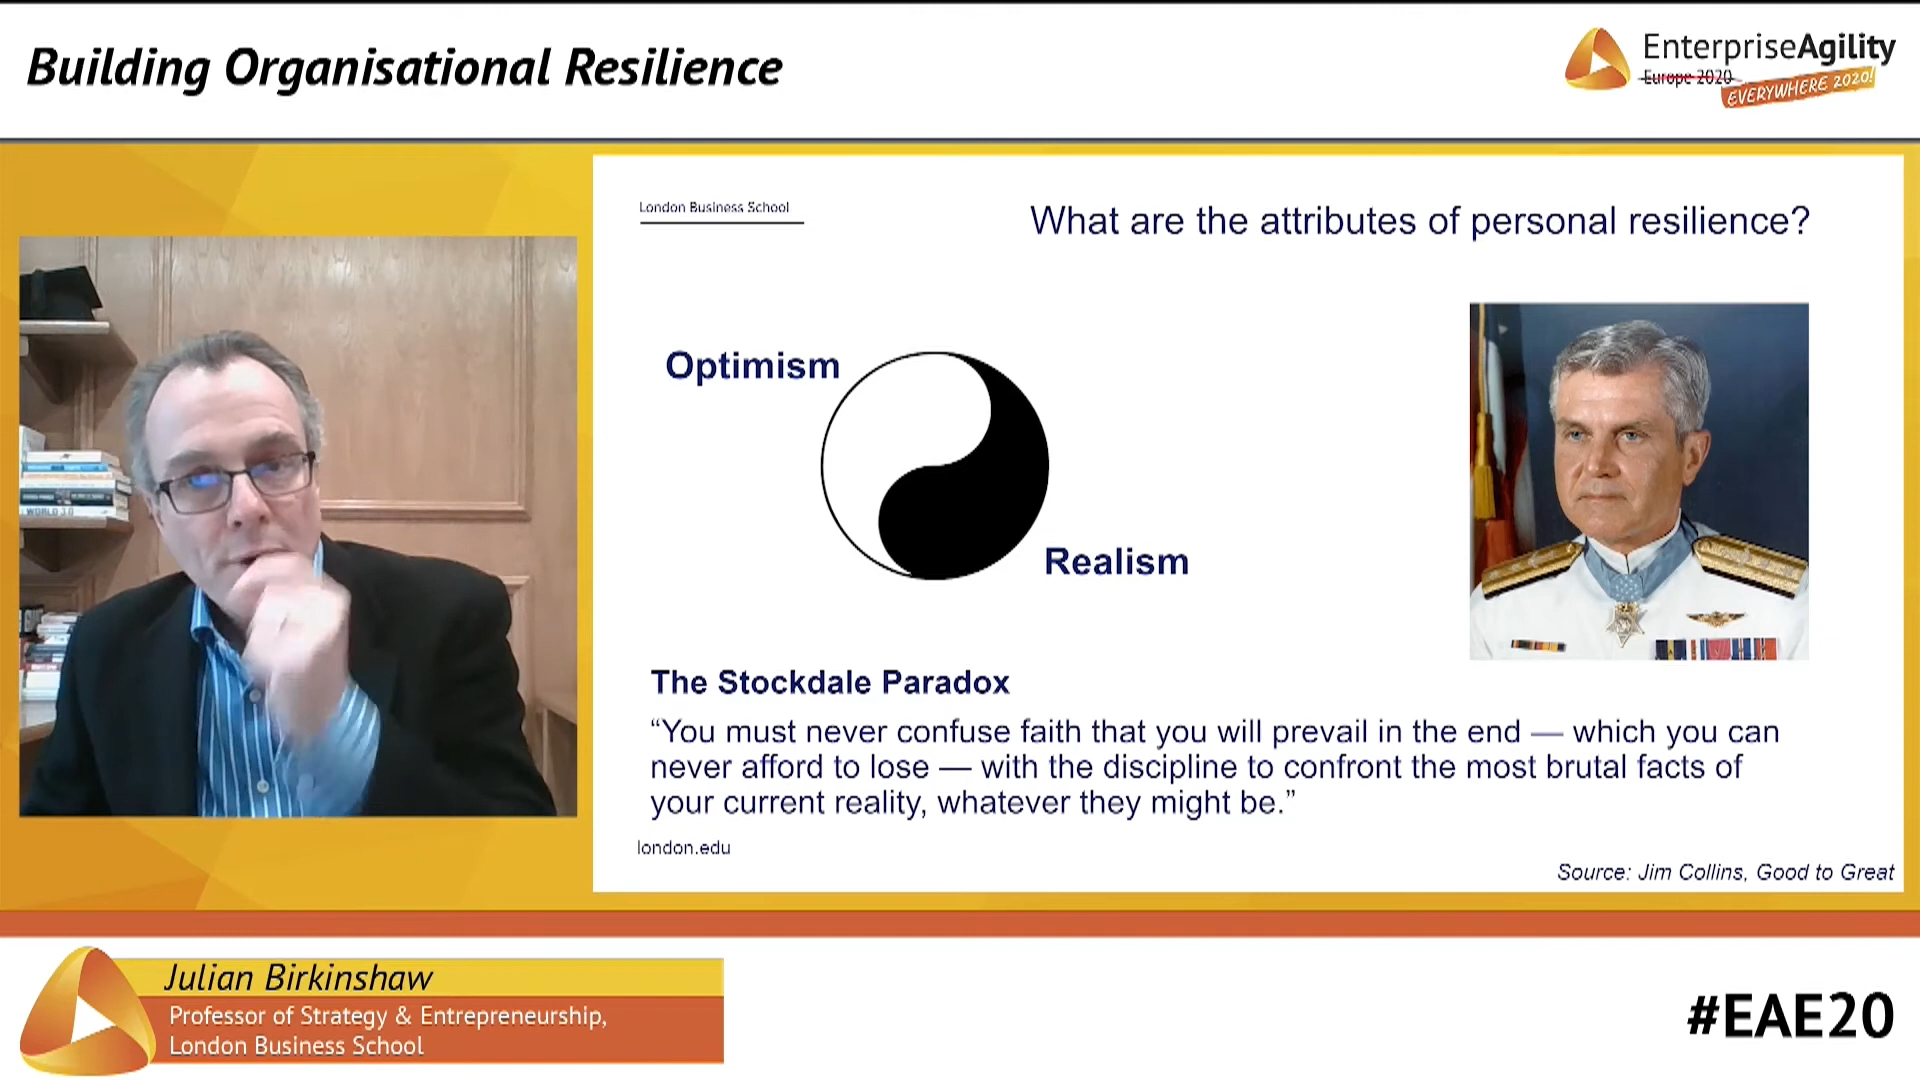 Building Organisational Resilience
EnterpriseAgility
Europe 2020
EVERYWHERE 2020!
London Business School
What are the attributes of personal resilience?
Optimism
Realism
WORLD 3.0
The Stockdale Paradox
“You must never confuse faith that you will prevail in the end — which you can
never afford to lose — with the discipline to confront the most brutal facts of
your current reality, whatever they might be.”
london.edu
Source: Jim Collins, Good to Great
Julian Birkinshaw
Professor of Strategy & Entrepreneurship,
London Business School
#EAE20